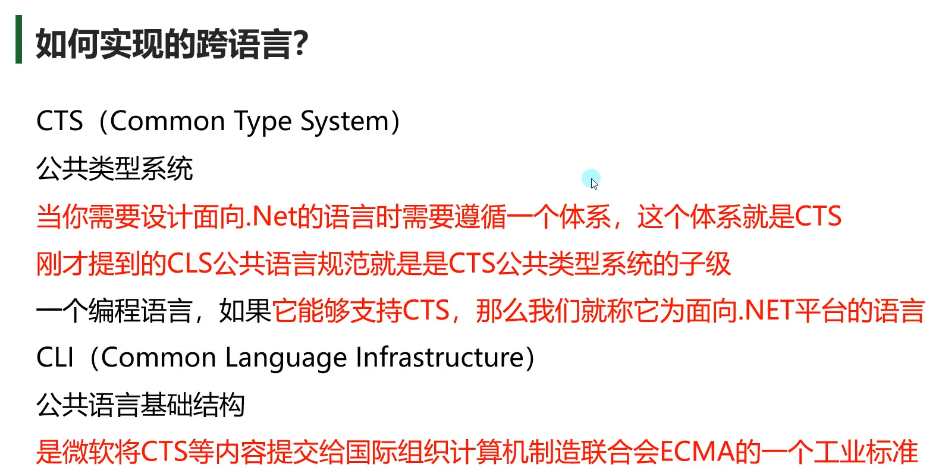 如何实现的跨语言？
CTS（Common Type System）
公共类型系统
当你需要设计面向.Net的语言时需要遵循一个体系，这个体系就是CTS
刚才提到的CLS公共语言规范就是是CTS公共类型系统的子级
一个编程语言，如果它能够支持CTS，那么我们就称它为面向.NET平台的语言
CLI（Common Language Infrastructure）
公共语言基础结构
是微软将CTS等内容提交给国际组织计算机制造联合会ECMA的一个工业标准